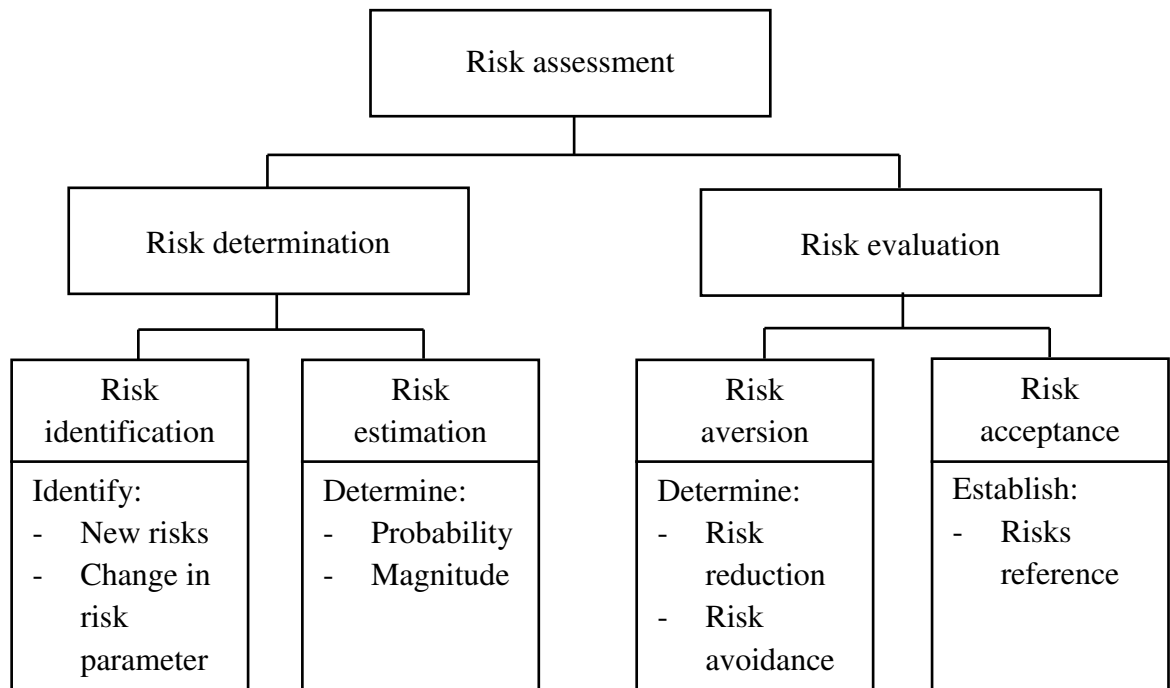 Risk assessment
Risk determination
Risk evaluation
Risk
identification
Identify:
- New risks
- Change in
risk
parameter
Risk
estimation
Determine:
- Probability
- Magnitude
Risk
aversion
Determine:
- Risk
reduction
- Risk
avoidance
Risk
acceptance
Establish:
- Risks
reference